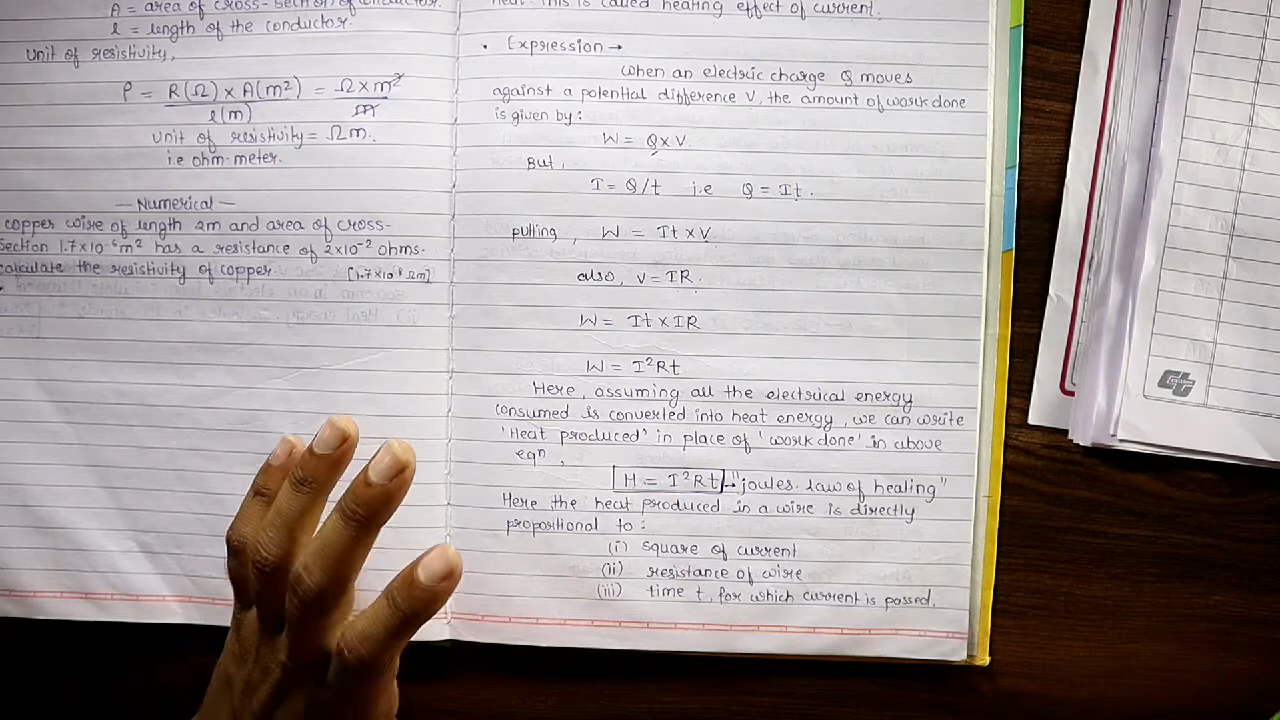 A = area of cross-section of conductor.
l = length of the conductor.
Unit of resistivity,
ρ = R(Ω) × A(m²) = Ω × m²
l(m) m
Unit of resistivity = Ωm.
i.e ohm-meter.
— Numerical —
copper wire of length 2m and area of cross-
section 1.7×10⁻⁶m² has a resistance of 2×10⁻² ohms.
calculate the resistivity of copper. [1.7×10⁻⁸ Ωm]
heat. This is called heating effect of current.
• Expression →
When an electric charge Q moves
against a potential difference V, the amount of work done
is given by:
W = Q×V.
But,
I = Q/t i.e Q = It.
putting, W = It × V.
also, V = IR.
W = It × IR
W = I²Rt.
Here, assuming all the electrical energy
consumed is converted into heat energy, we can write
'Heat produced' in place of 'work done' in above
eqn,
H = I²Rt "joules law of heating"
Here the heat produced in a wire is directly
proportional to:
(i) square of current
(ii) resistance of wire
(iii) time t, for which current is passed.